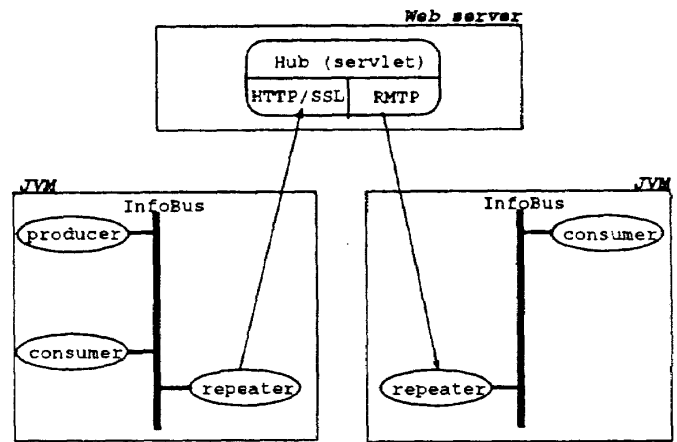 Web server
Hub (servlet)
HTTP/SSL
RMTP
JVM
InfoBus
producer
consumer
repeater
JVM
InfoBus
consumer
repeater